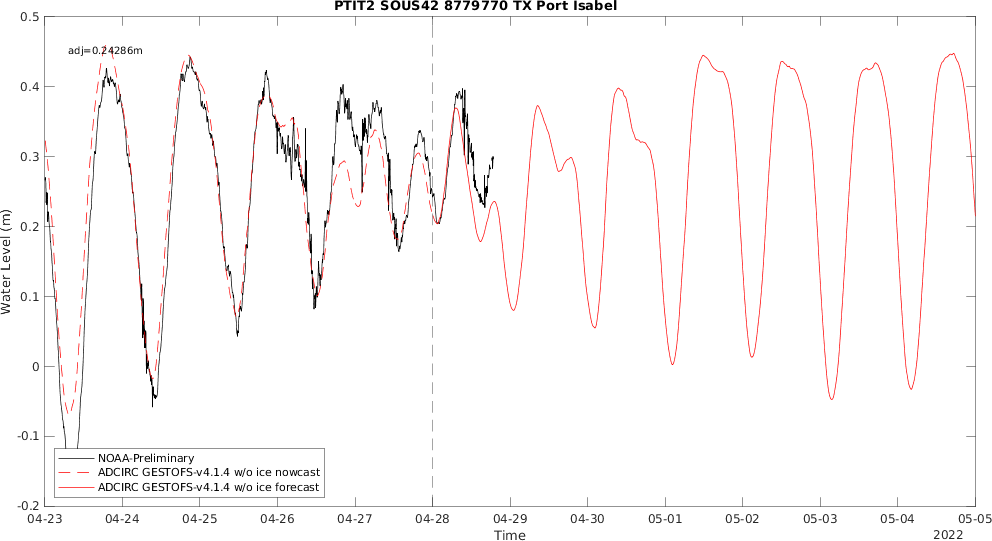 PTIT2 SOUS42 8779770 TX Port Isabel
0.5
adj=0.24286m
0.4
0.3
0.2
0.1
0
-0.1
-0.2
Water Level (m)
NOAA-Preliminary
ADCIRC GESTOFS-v4.1.4 w/o ice nowcast
ADCIRC GESTOFS-v4.1.4 w/o ice forecast
04-23 04-24 04-25 04-26 04-27 04-28 04-29 04-30 05-01 05-02 05-03 05-04 05-05
Time
2022